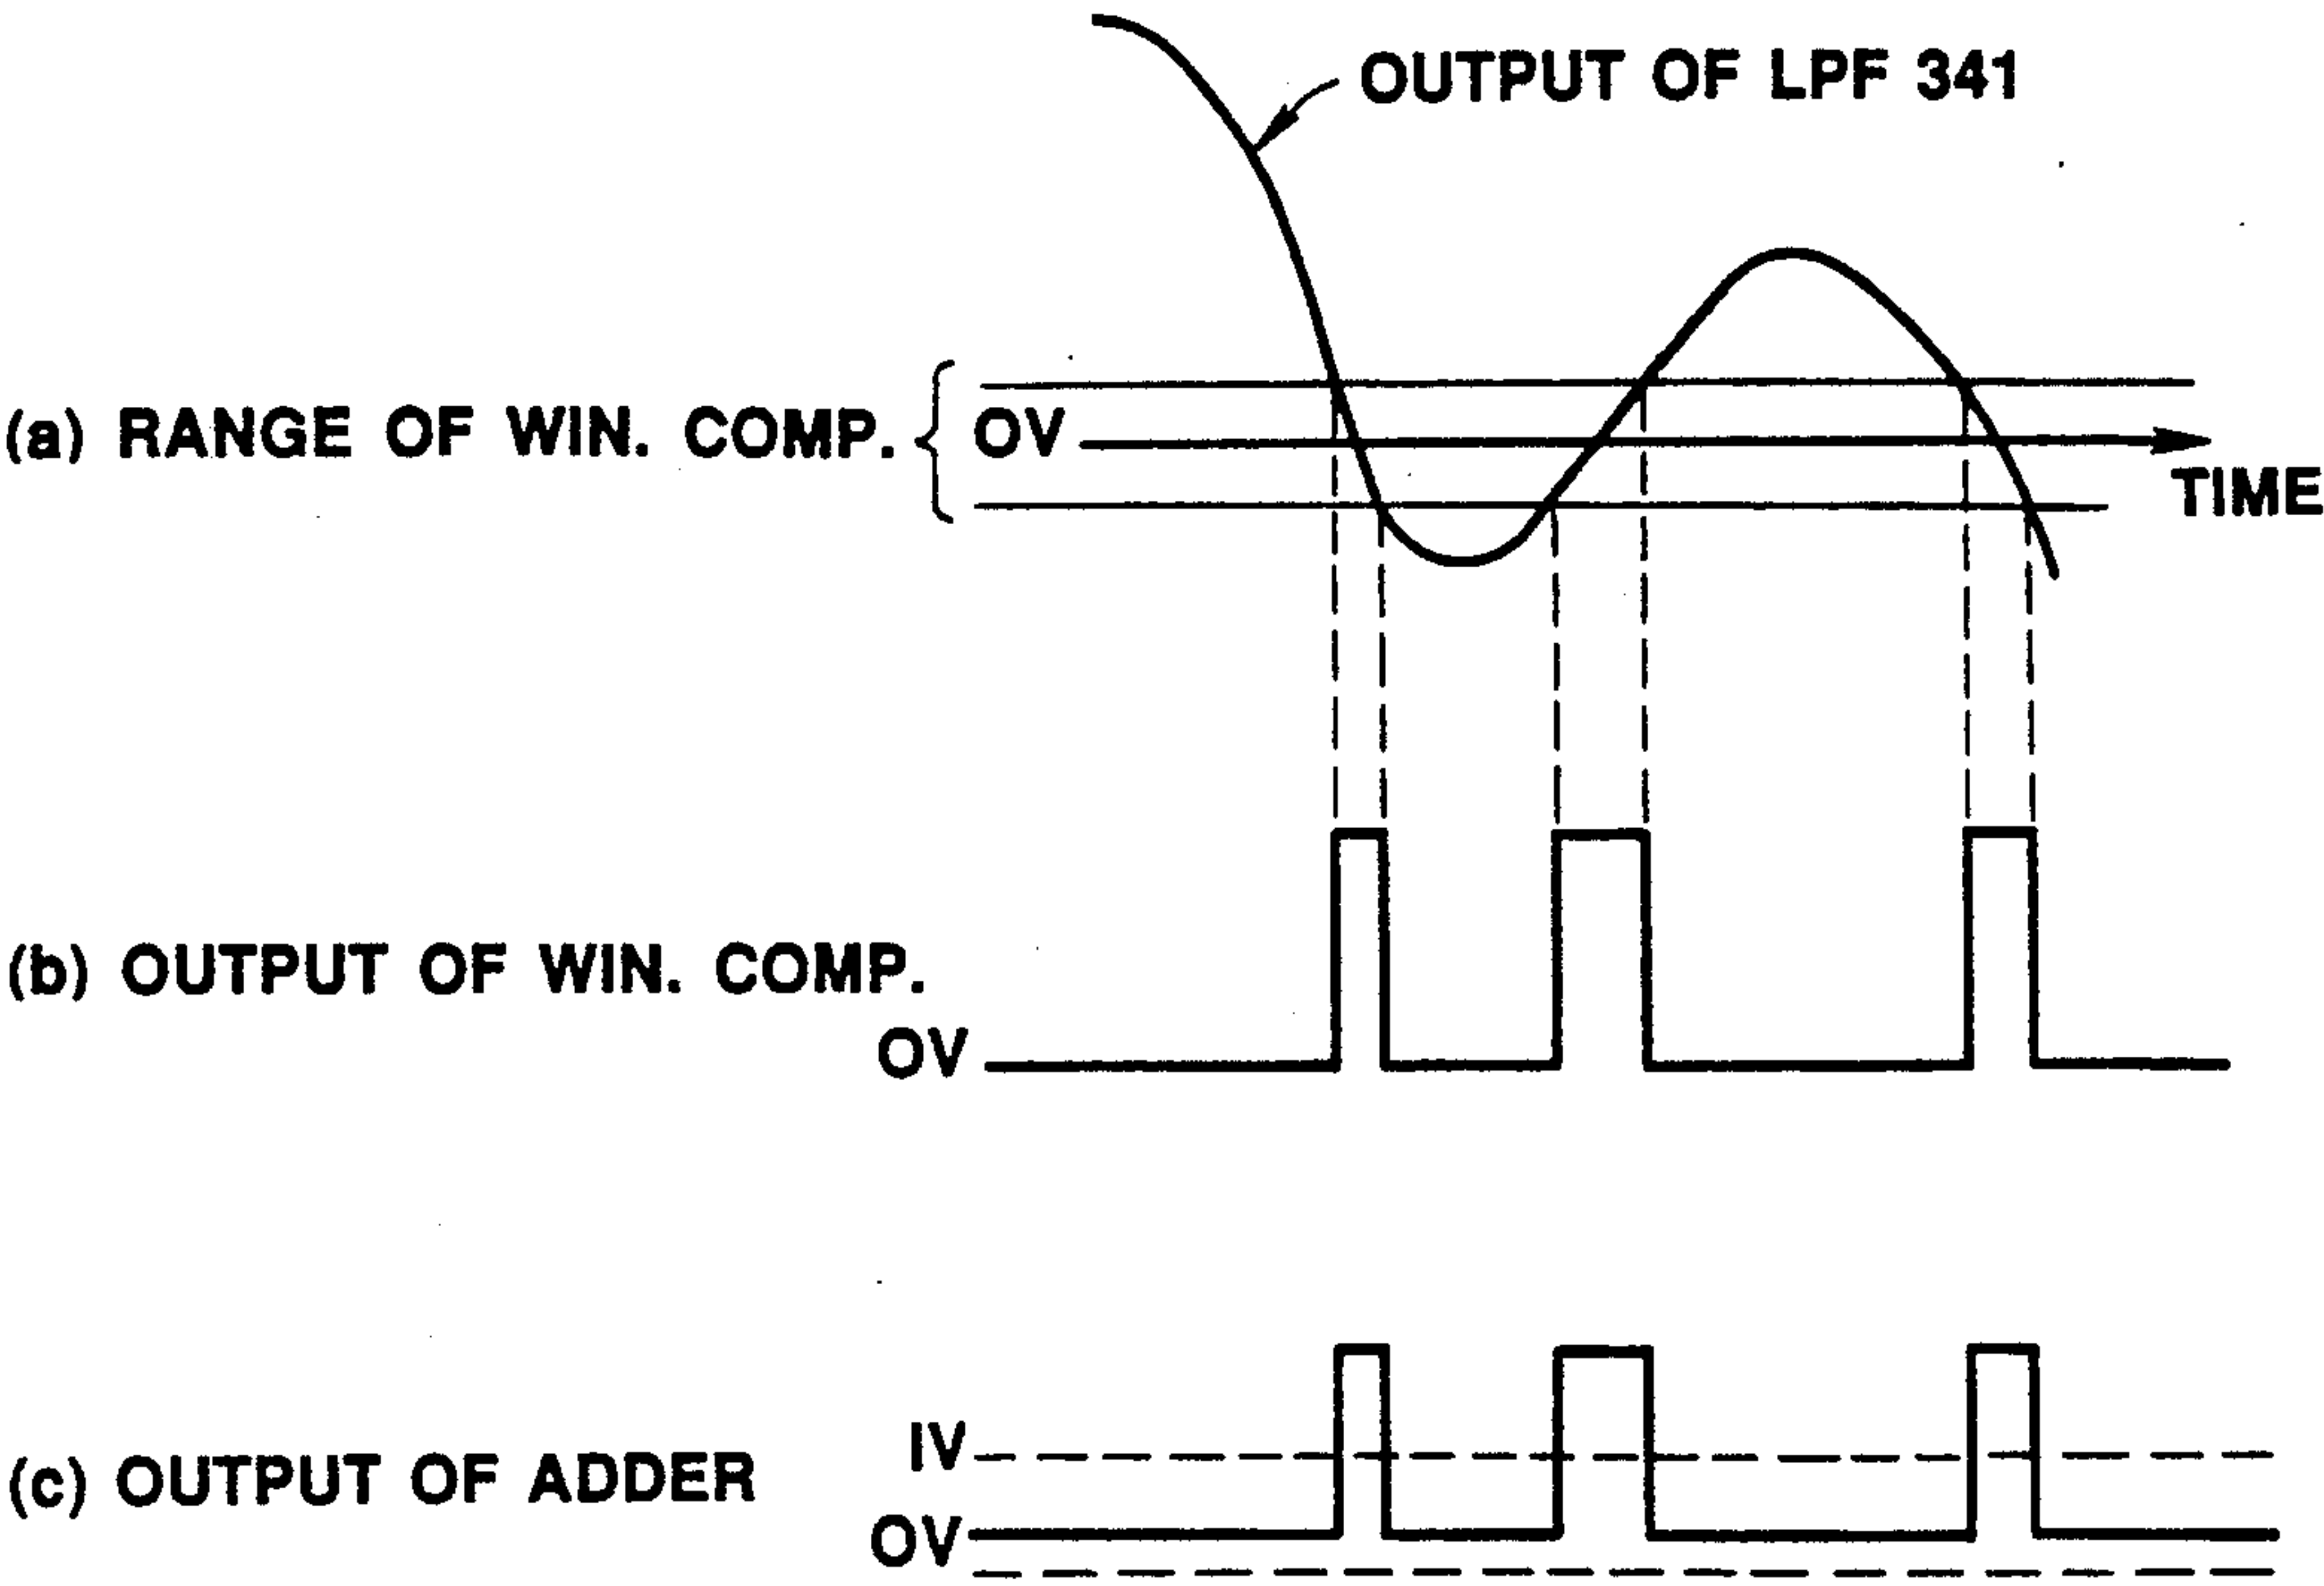 OUTPUT OF LPF 341
(a) RANGE OF WIN. COMP.
OV
TIME
(b) OUTPUT OF WIN. COMP.
OV
IV
(c) OUTPUT OF ADDER
OV